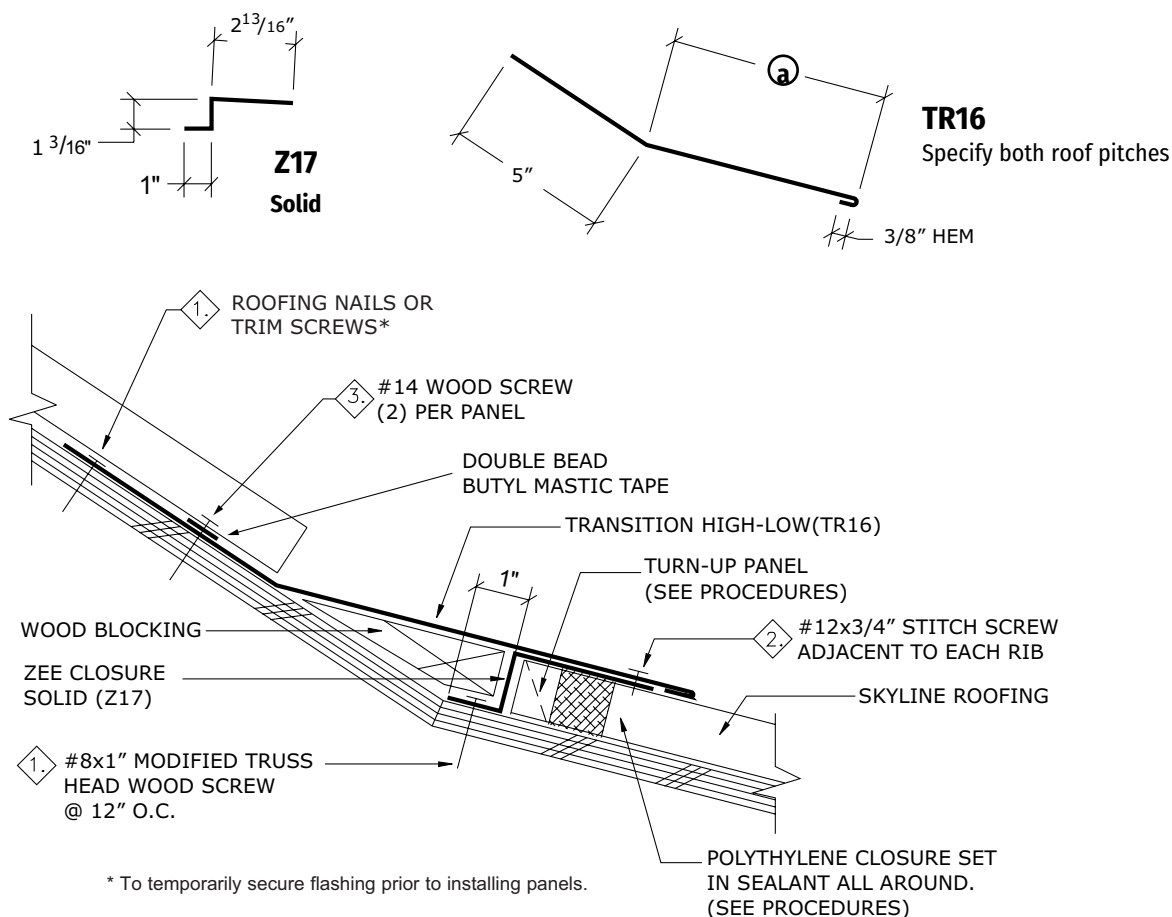 2 13/16"
1 3/16"
1"
Z17
Solid
a
5"
TR16
Specify both roof pitches
3/8" HEM
1.
ROOFING NAILS OR
TRIM SCREWS*
3.
#14 WOOD SCREW
(2) PER PANEL
DOUBLE BEAD
BUTYL MASTIC TAPE
TRANSITION HIGH-LOW(TR16)
1"
TURN-UP PANEL
(SEE PROCEDURES)
2.
#12x3/4" STITCH SCREW
ADJACENT TO EACH RIB
WOOD BLOCKING
ZEE CLOSURE
SOLID (Z17)
SKYLINE ROOFING
1.
#8x1" MODIFIED TRUSS
HEAD WOOD SCREW
@ 12" O.C.
POLYTHYLENE CLOSURE SET
IN SEALANT ALL AROUND.
(SEE PROCEDURES)
* To temporarily secure flashing prior to installing panels.